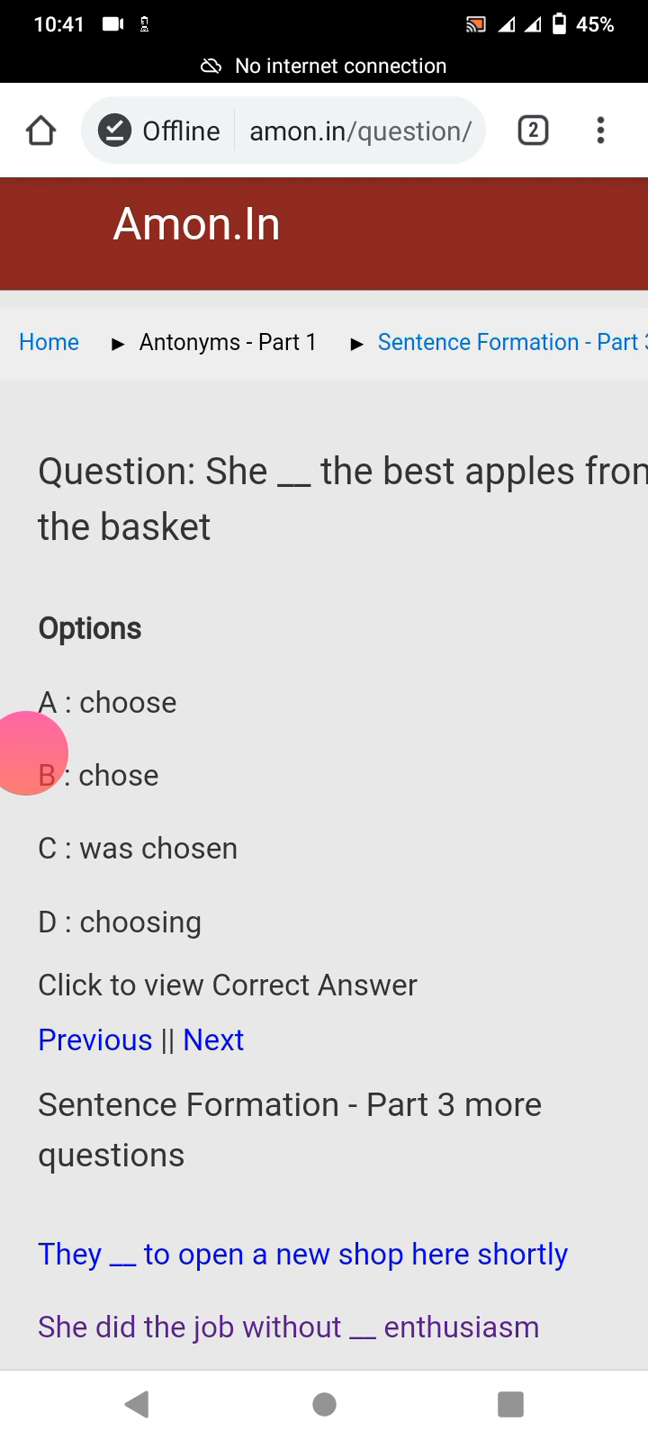 10:41
45%
No internet connection
Offline
amon.in/question/
2
Amon.In
Home ► Antonyms - Part 1 ► Sentence Formation - Part 3
Question: She __ the best apples from
the basket
Options
A : choose
B : chose
C : was chosen
D : choosing
Click to view Correct Answer
Previous || Next
Sentence Formation - Part 3 more
questions
They __ to open a new shop here shortly
She did the job without __ enthusiasm